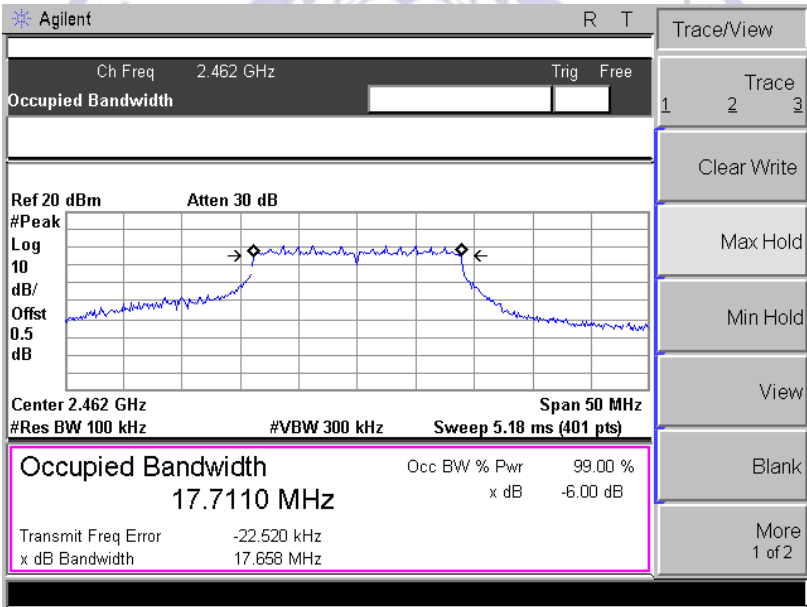 Agilent R T
Trace/View
Ch Freq 2.462 GHz Trig Free
Occupied Bandwidth
Trace
1 2 3
Clear Write
Max Hold
Min Hold
View
Blank
More
1 of 2
Ref 20 dBm Atten 30 dB
#Peak
Log
10
dB/
Offst
0.5
dB
Center 2.462 GHz Span 50 MHz
#Res BW 100 kHz #VBW 300 kHz Sweep 5.18 ms (401 pts)
Occupied Bandwidth Occ BW % Pwr 99.00 %
17.7110 MHz x dB -6.00 dB
Transmit Freq Error -22.520 kHz
x dB Bandwidth 17.658 MHz